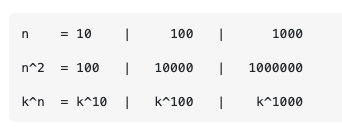 n    = 10   |     100   |      1000
n^2  = 100  |   10000   |   1000000
k^n  = k^10 |   k^100   |    k^1000